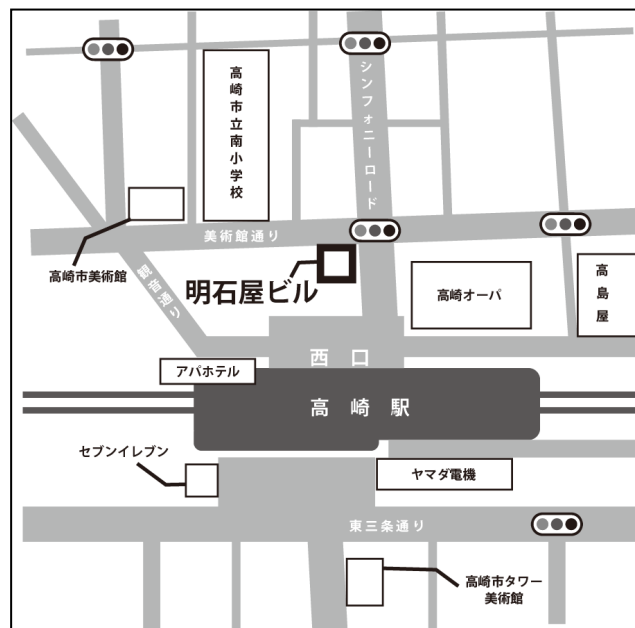 シンフォニーロード
高崎市立南小学校
美術館通り
高崎市美術館
観音通り
明石屋ビル
高崎オーパ
高島屋
西口
アパホテル
高崎駅
セブンイレブン
ヤマダ電機
東三条通り
高崎市タワー
美術館